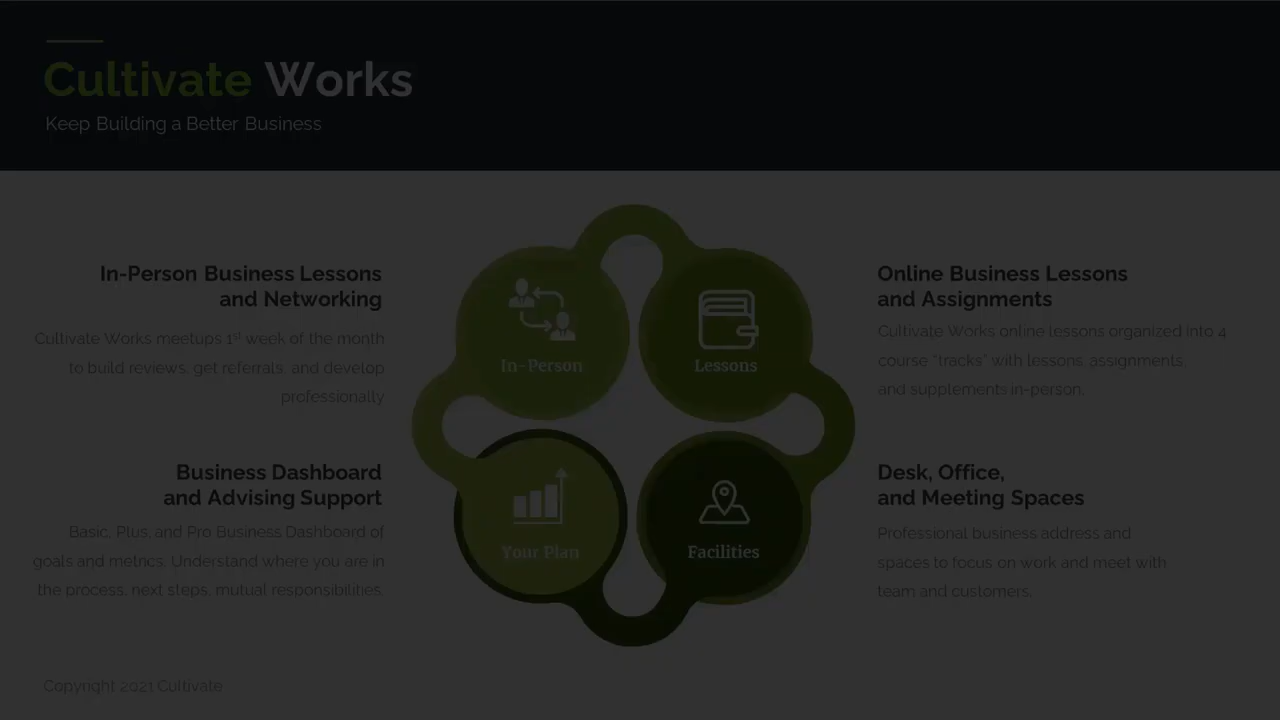 Cultivate Works
Keep Building a Better Business
In-Person Business Lessons
and Networking
Cultivate Works meetups 1st week of the month
to build reviews, get referrals, and develop
professionally
Business Dashboard
and Advising Support
Basic, Plus, and Pro Business Dashboard of
goals and metrics. Understand where you are in
the process, next steps, mutual responsibilities.
In-Person
Lessons
Your Plan
Facilities
Online Business Lessons
and Assignments
Cultivate Works online lessons organized into 4
course “tracks” with lessons, assignments,
and supplements in-person.
Desk, Office,
and Meeting Spaces
Professional business address and
spaces to focus on work and meet with
team and customers.
Copyright 2021 Cultivate